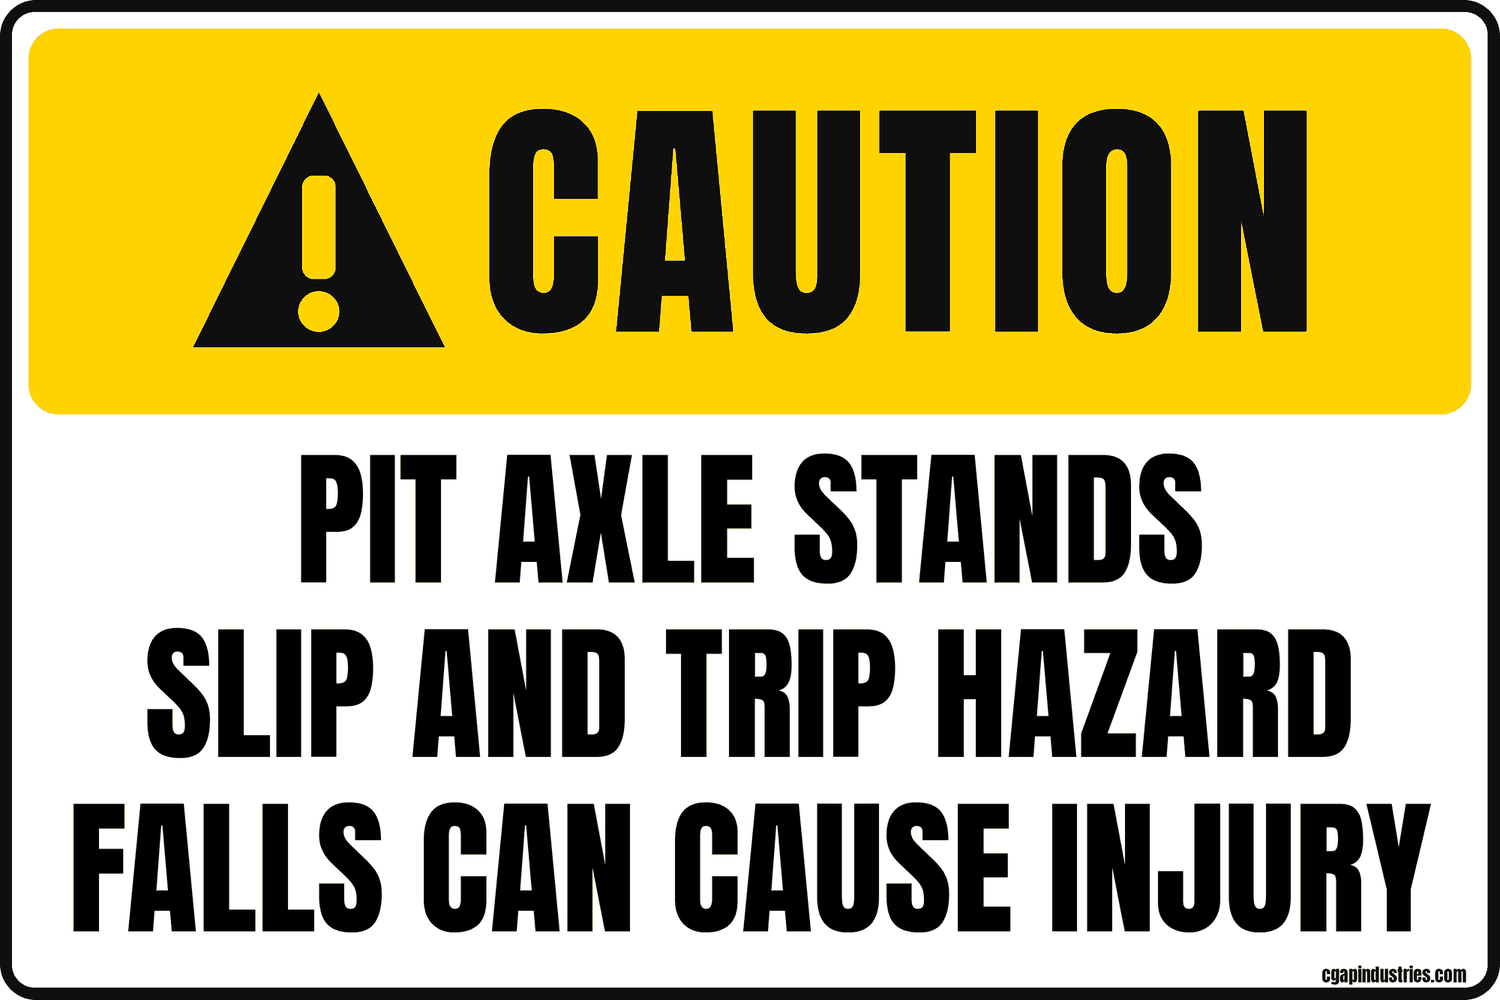 CAUTION
PIT AXLE STANDS
SLIP AND TRIP HAZARD
FALLS CAN CAUSE INJURY
cgapindustries.com